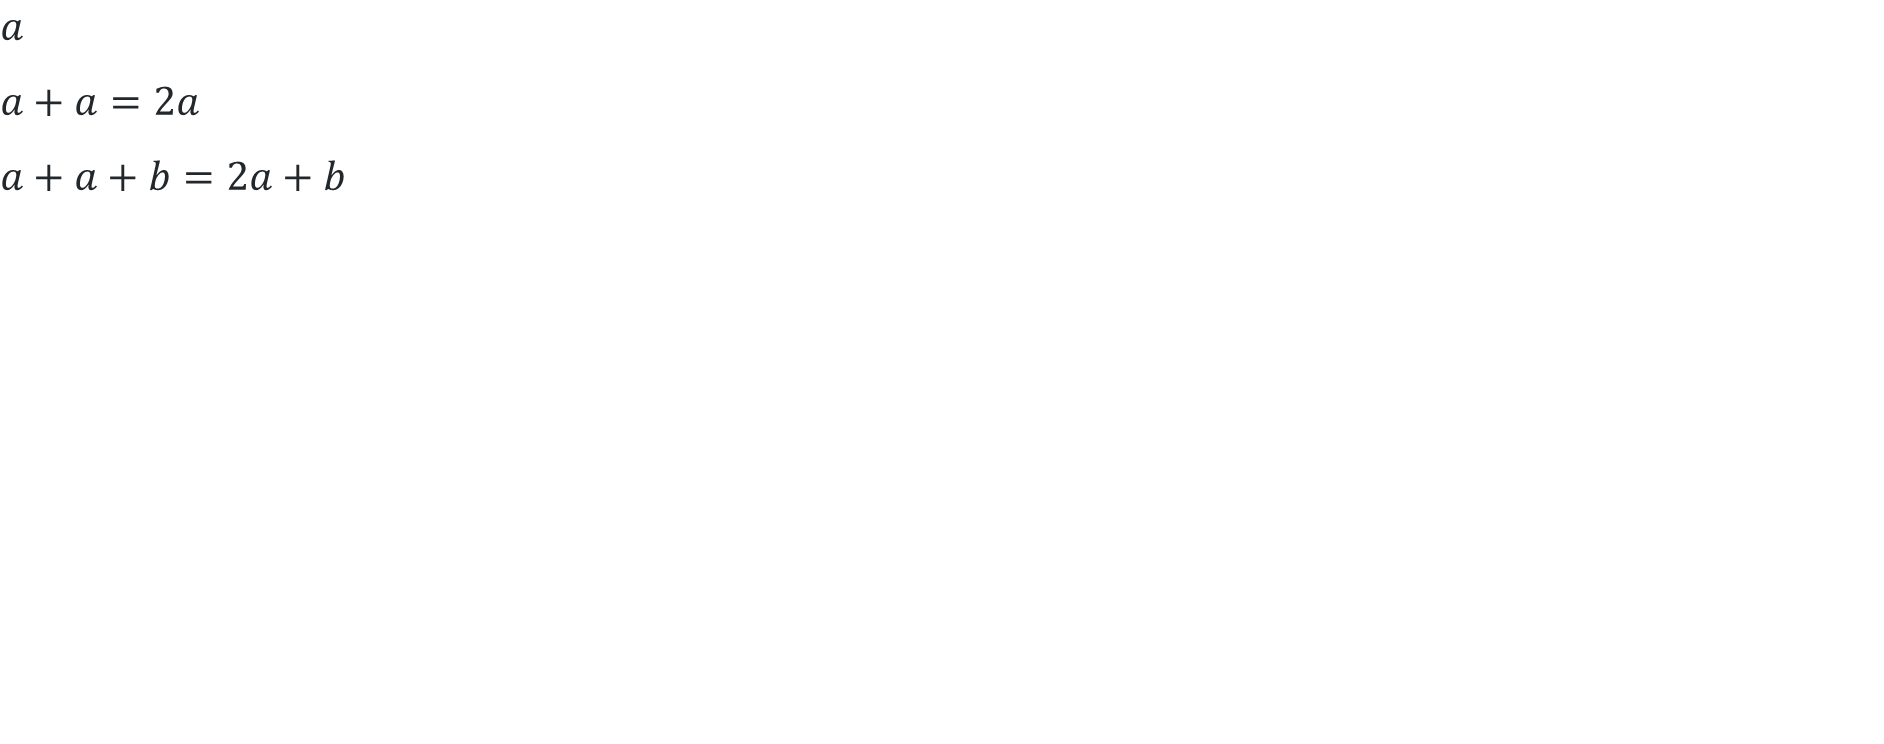 a
a + a = 2a
a + a + b = 2a + b